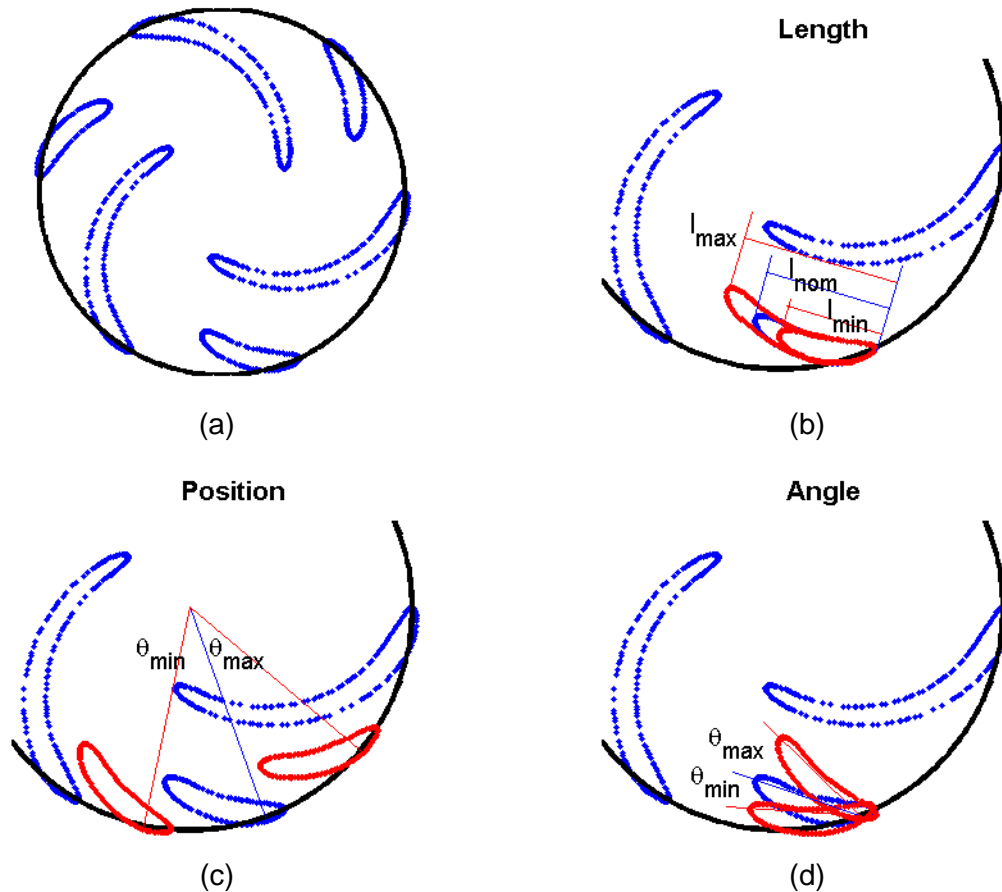 Length
l_max
l_nom
l_min
(a)
(b)
Position
Angle
θ_min
θ_max
θ_max
θ_min
(c)
(d)